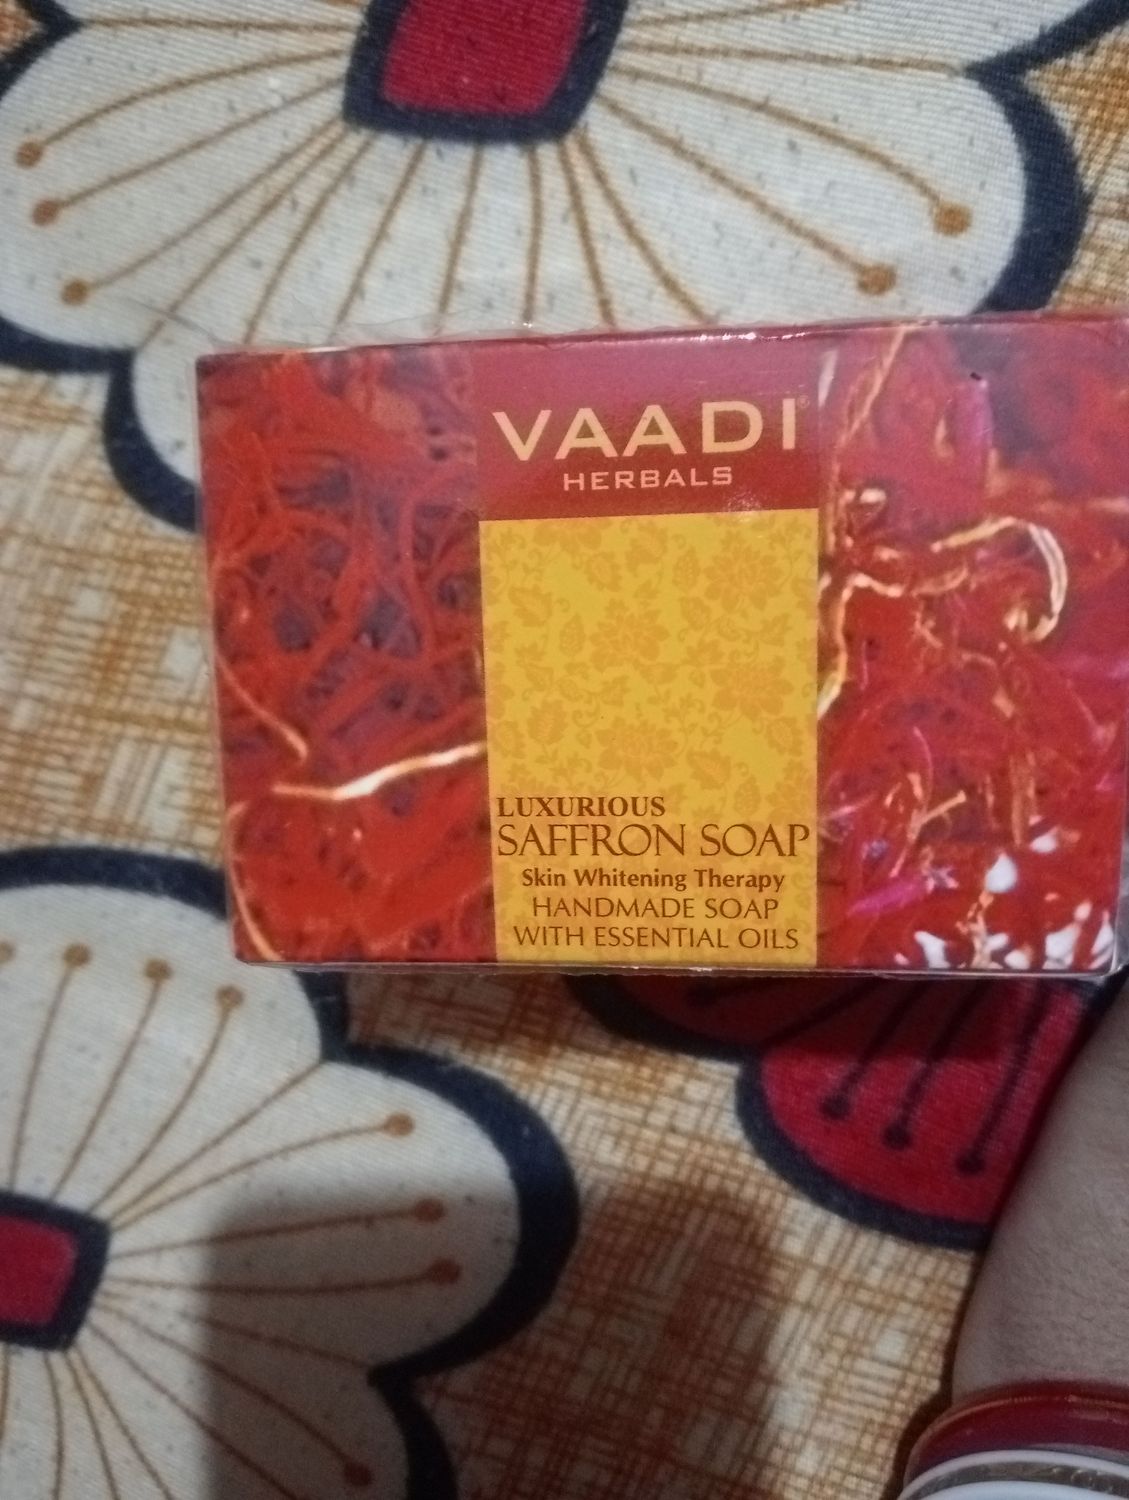 VAADI®
HERBALS
LUXURIOUS
SAFFRON SOAP
Skin Whitening Therapy
HANDMADE SOAP
WITH ESSENTIAL OILS